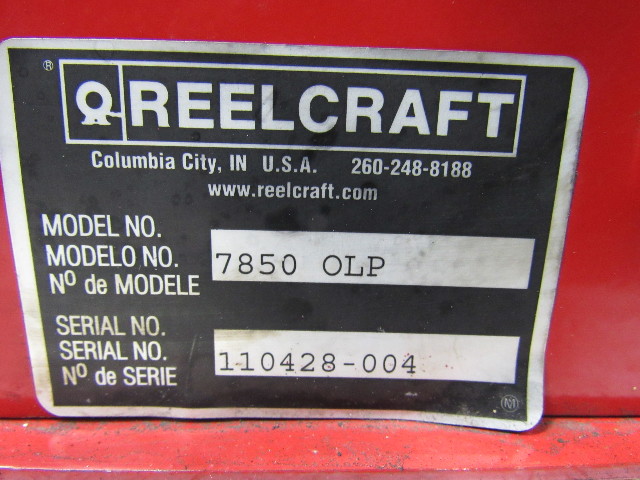 ®
REELCRAFT
Columbia City, IN U.S.A. 260-248-8188
www.reelcraft.com
MODEL NO.
MODELO NO.
Nº de MODELE
7850 OLP
SERIAL NO.
SERIAL NO.
Nº de SERIE
110428-004
M